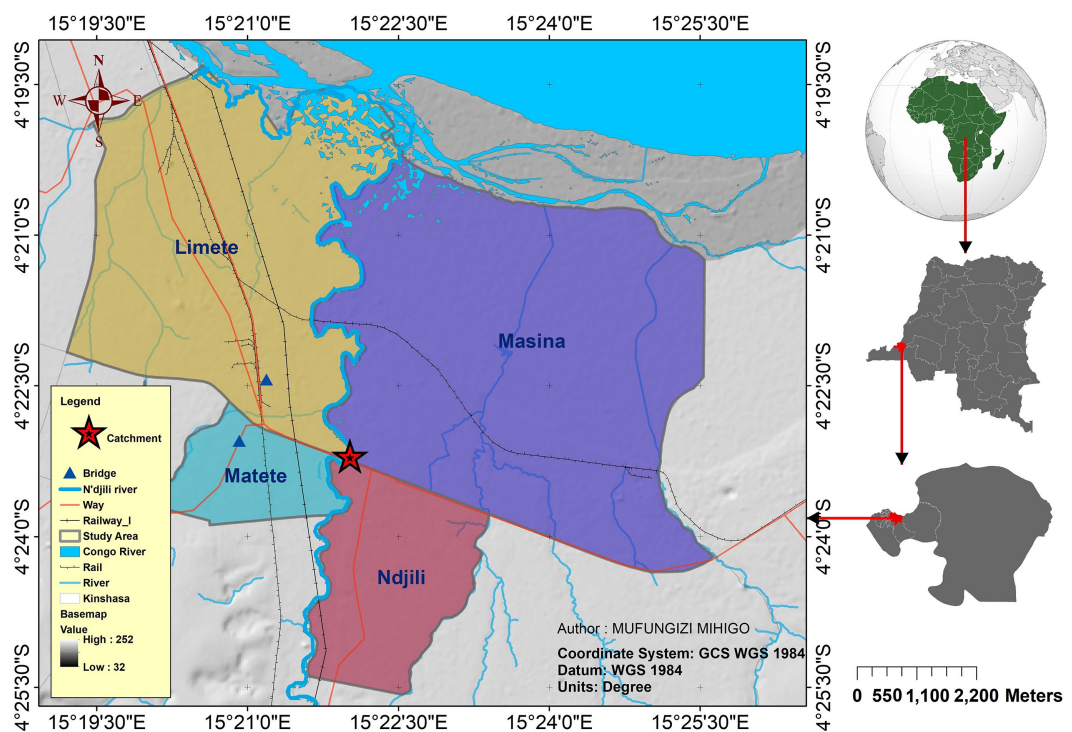 15°19'30"E 15°21'0"E 15°22'30"E 15°24'0"E 15°25'30"E
4°19'30"S
4°21'0"S
4°22'30"S
4°24'0"S
4°25'30"S
N
W E
S
Limete
Masina
Matete
Ndjili
Legend
Catchment
Bridge
N'djili river
Way
Railway_l
Study Area
Congo River
Rail
River
Kinshasa
Basemap
Value
High : 252
Low : 32
Author : MUFUNGIZI MIHIGO
Coordinate System: GCS WGS 1984
Datum: WGS 1984
Units: Degree
4°19'30"S
4°21'0"S
4°22'30"S
4°24'0"S
4°25'30"S
15°19'30"E 15°21'0"E 15°22'30"E 15°24'0"E 15°25'30"E
0 550 1,100 2,200 Meters